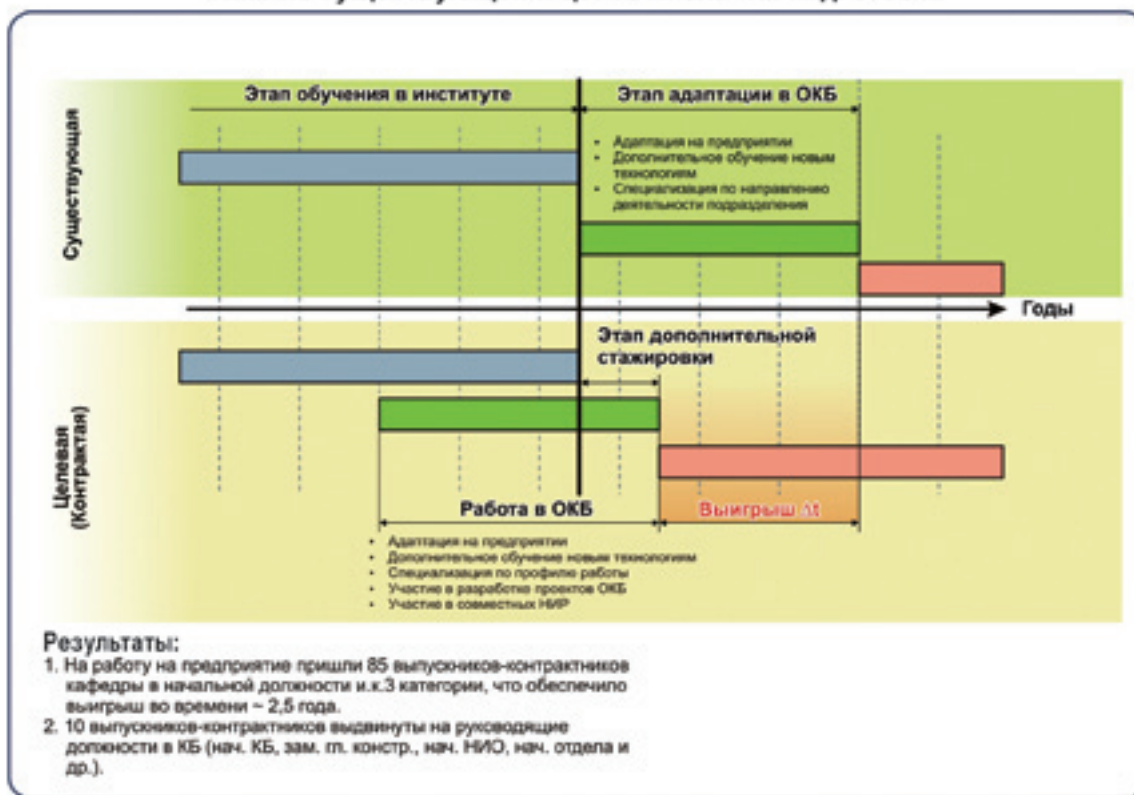 Этап обучения в институте
Этап адаптации в ОКБ
• Адаптация на предприятии
• Дополнительное обучение новым
технологиям
• Специализация по направлению
деятельности подразделения
Существующая
Годы
Этап дополнительной
стажировки
Целевая
(Контрактая)
Работа в ОКБ
Выигрыш Δt
• Адаптация на предприятии
• Дополнительное обучение новым технологиям
• Специализация по профилю работы
• Участие в разработке проектов ОКБ
• Участие в совместных НИР
Результаты:
1. На работу на предприятие пришли 85 выпускников-контрактников
кафедры в начальной должности и.к.3 категории, что обеспечило
выигрыш во времени ~ 2,5 года.
2. 10 выпускников-контрактников выдвинуты на руководящие
должности в КБ (нач. КБ, зам. гл. констр., нач. НИО, нач. отдела и
др.).